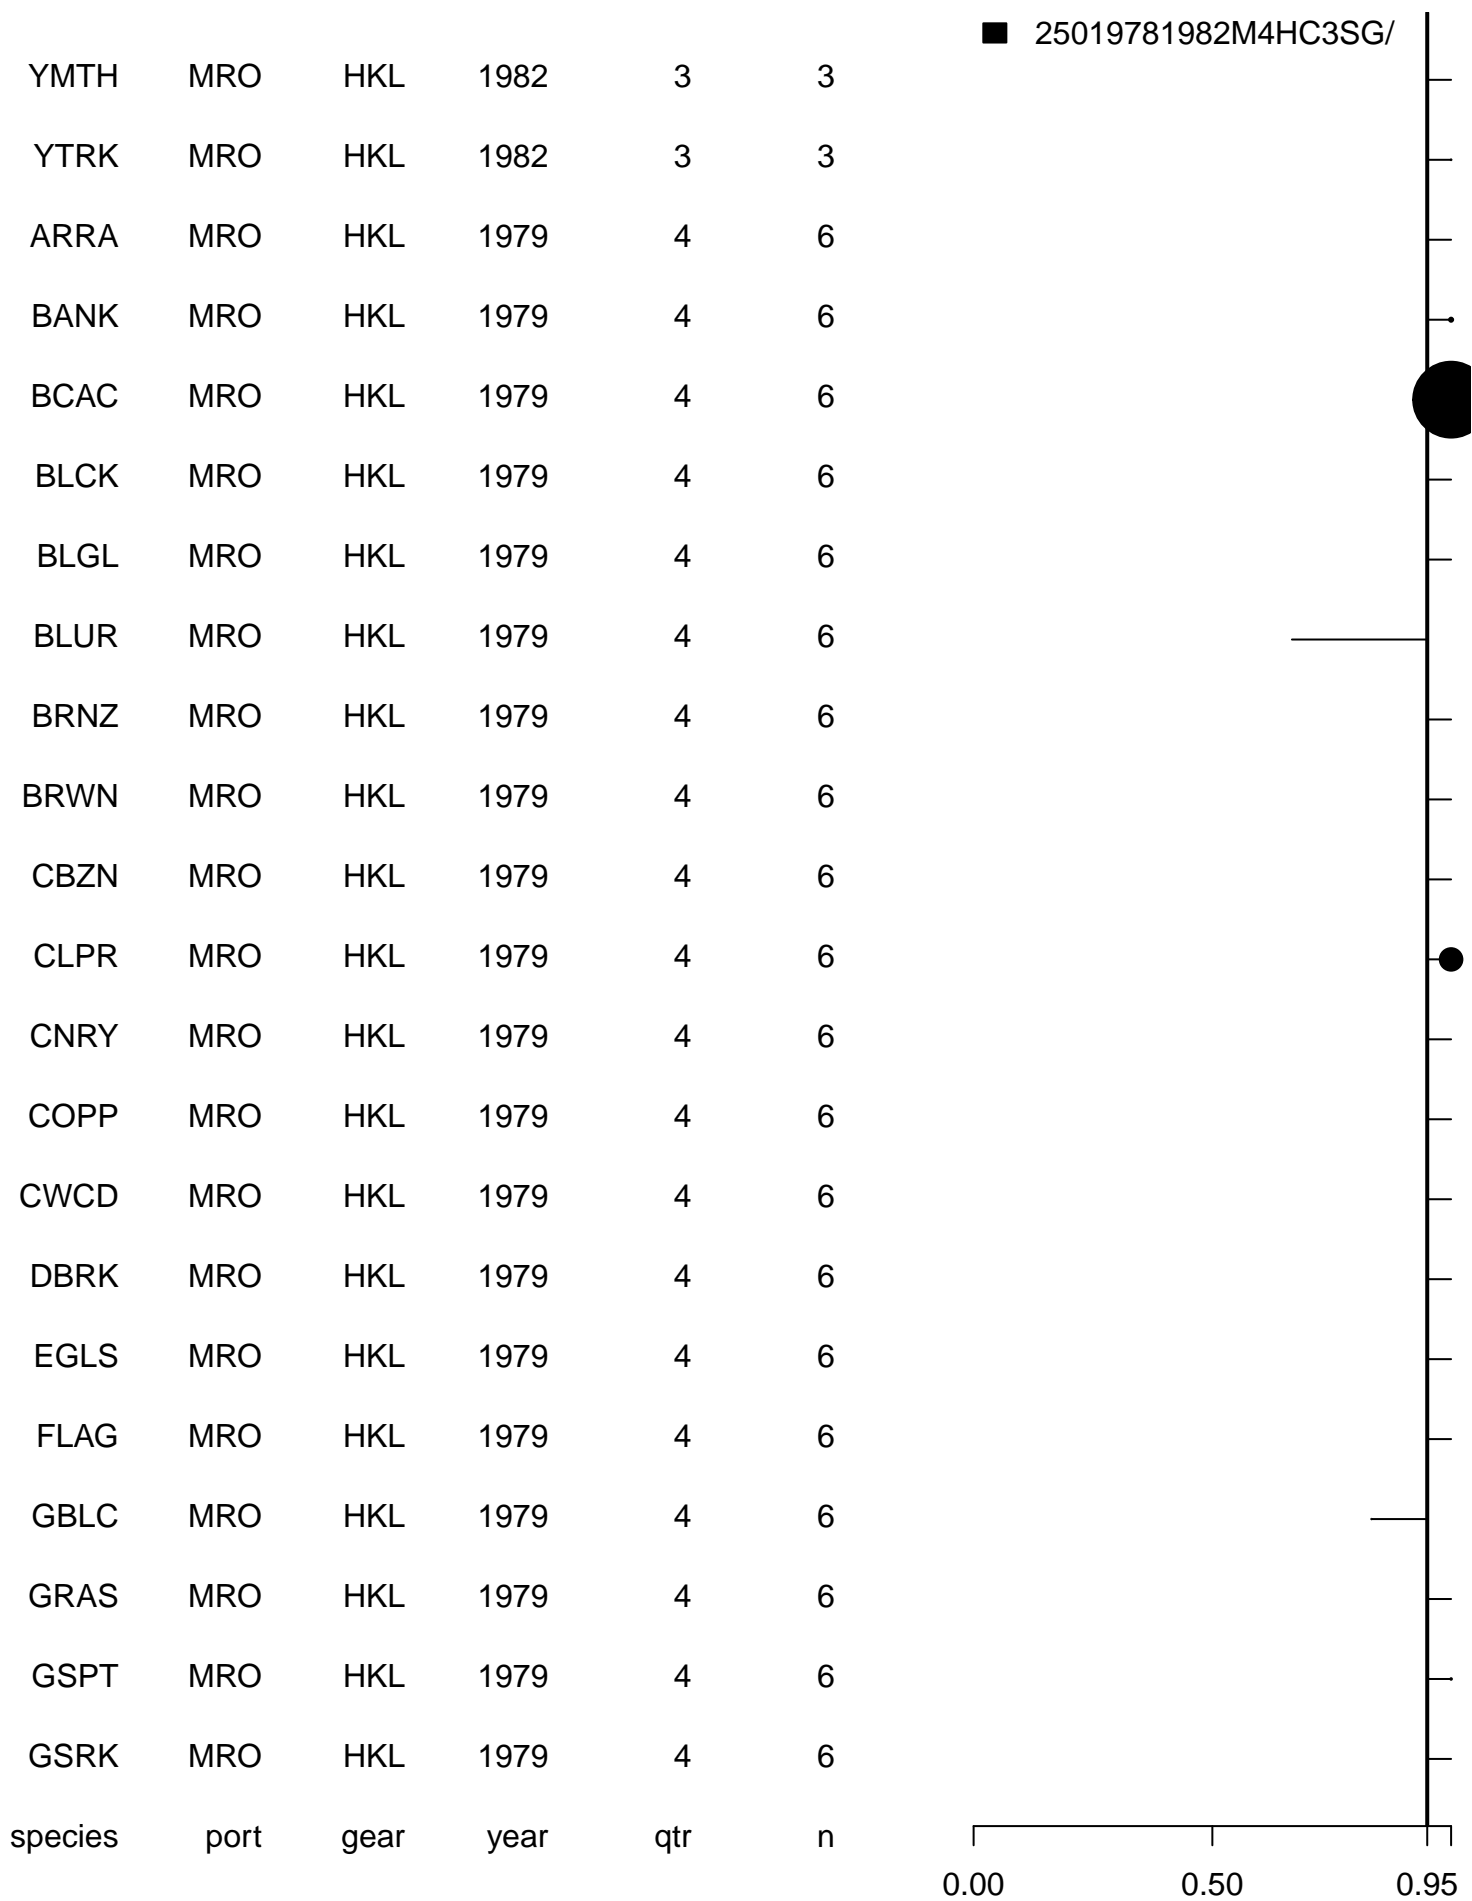 25019781982M4HC3SG/
YMTH MRO HKL 1982 3 3
YTRK MRO HKL 1982 3 3
ARRA MRO HKL 1979 4 6
BANK MRO HKL 1979 4 6
BCAC MRO HKL 1979 4 6
BLCK MRO HKL 1979 4 6
BLGL MRO HKL 1979 4 6
BLUR MRO HKL 1979 4 6
BRNZ MRO HKL 1979 4 6
BRWN MRO HKL 1979 4 6
CBZN MRO HKL 1979 4 6
CLPR MRO HKL 1979 4 6
CNRY MRO HKL 1979 4 6
COPP MRO HKL 1979 4 6
CWCD MRO HKL 1979 4 6
DBRK MRO HKL 1979 4 6
EGLS MRO HKL 1979 4 6
FLAG MRO HKL 1979 4 6
GBLC MRO HKL 1979 4 6
GRAS MRO HKL 1979 4 6
GSPT MRO HKL 1979 4 6
GSRK MRO HKL 1979 4 6
species port gear year qtr n
0.00 0.50 0.95